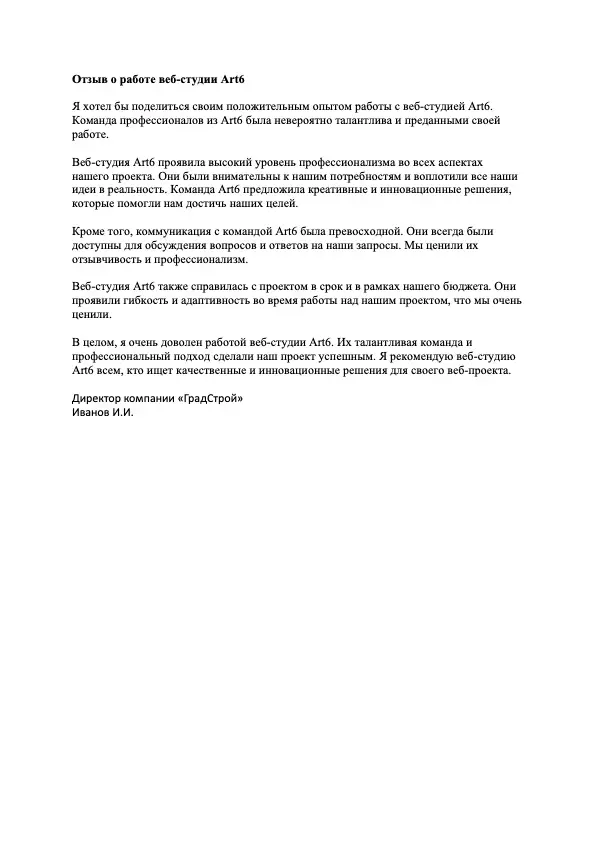 Отзыв о работе веб-студии Art6
Я хотел бы поделиться своим положительным опытом работы с веб-студией Art6.
Команда профессионалов из Art6 была невероятно талантлива и преданными своей
работе.
Веб-студия Art6 проявила высокий уровень профессионализма во всех аспектах
нашего проекта. Они были внимательны к нашим потребностям и воплотили все наши
идеи в реальность. Команда Art6 предложила креативные и инновационные решения,
которые помогли нам достичь наших целей.
Кроме того, коммуникация с командой Art6 была превосходной. Они всегда были
доступны для обсуждения вопросов и ответов на наши запросы. Мы ценили их
отзывчивость и профессионализм.
Веб-студия Art6 также справилась с проектом в срок и в рамках нашего бюджета. Они
проявили гибкость и адаптивность во время работы над нашим проектом, что мы очень
ценили.
В целом, я очень доволен работой веб-студии Art6. Их талантливая команда и
профессиональный подход сделали наш проект успешным. Я рекомендую веб-студию
Art6 всем, кто ищет качественные и инновационные решения для своего веб-проекта.
Директор компании «ГрадСтрой»
Иванов И.И.